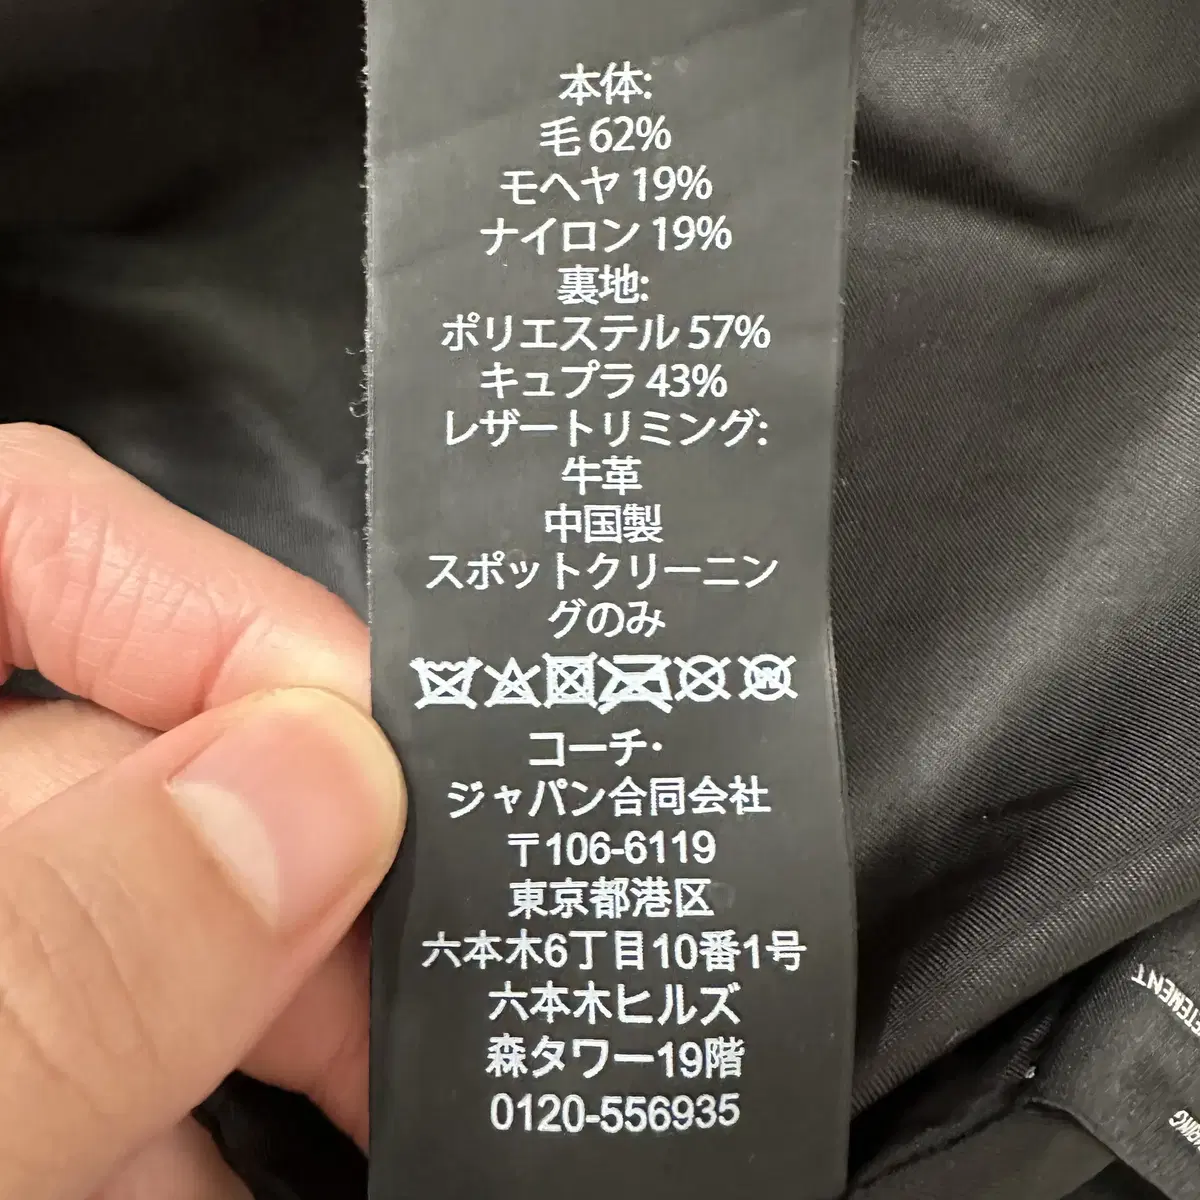 本体:
毛 62%
モヘヤ 19%
ナイロン 19%
裏地:
ポリエステル 57%
キュプラ 43%
レザートリミング:
牛革
中国製
スポットクリーニン
グのみ
コーチ・
ジャパン合同会社
〒106-6119
東京都港区
六本木6丁目10番1号
六本木ヒルズ
森タワー19階
0120-556935